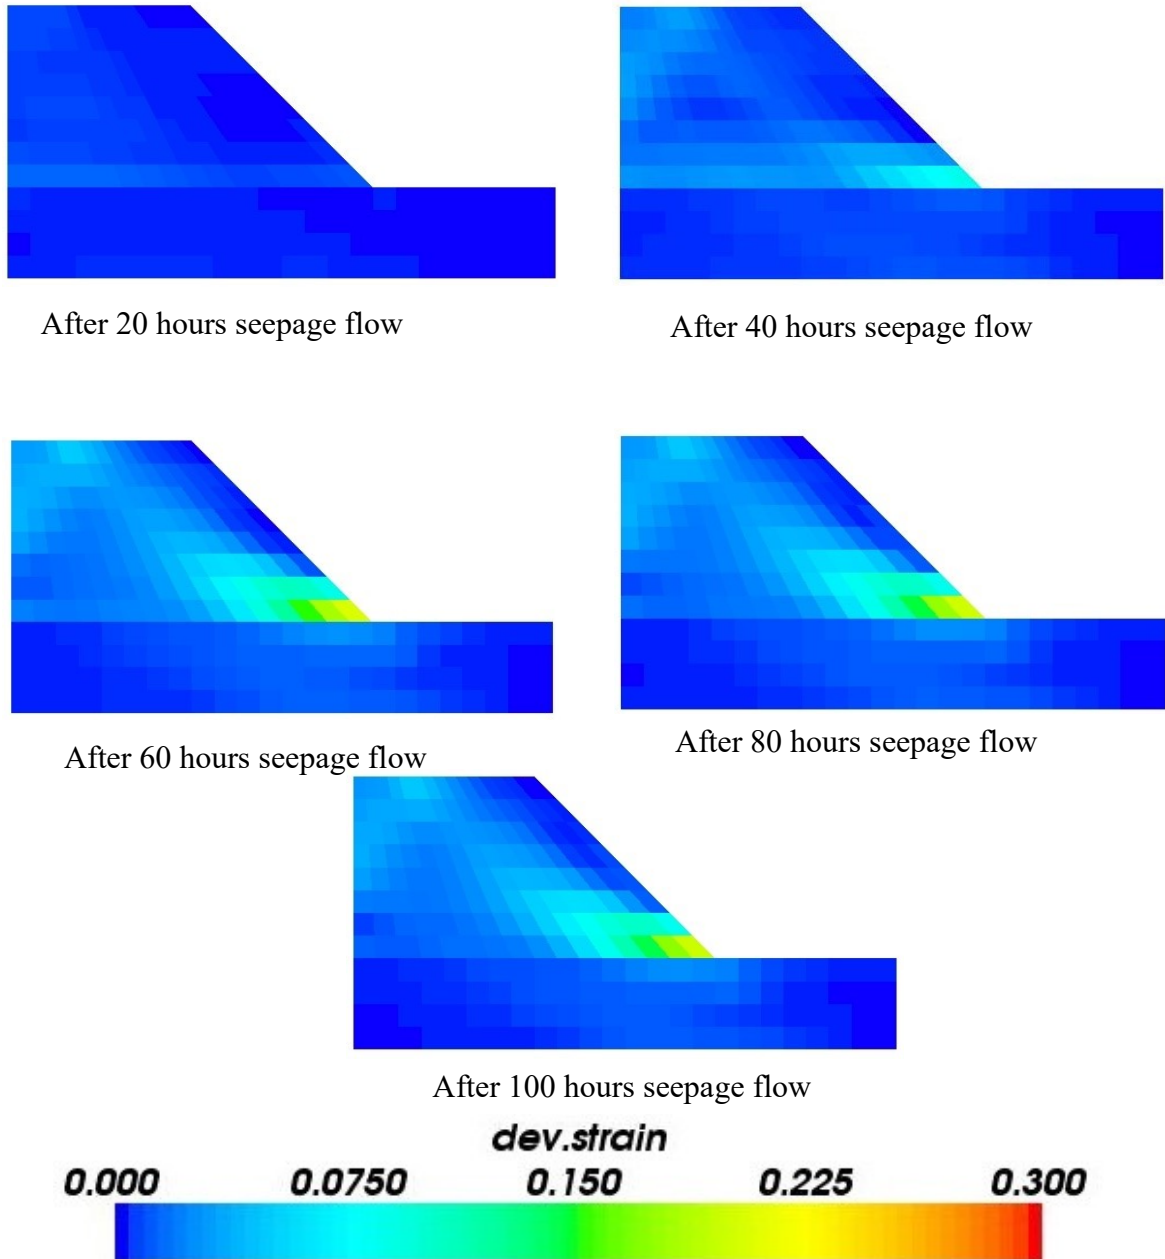 After 20 hours seepage flow
After 40 hours seepage flow
After 60 hours seepage flow
After 80 hours seepage flow
After 100 hours seepage flow
dev.strain
0.000 0.0750 0.150 0.225 0.300